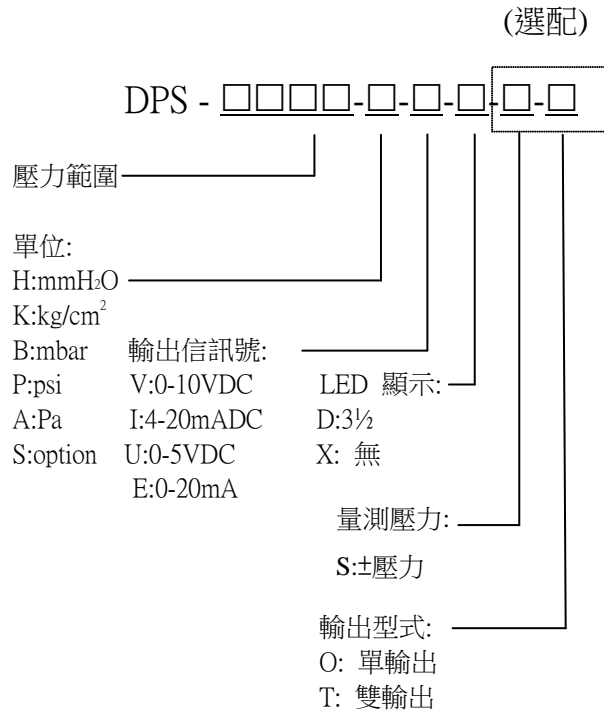 (選配)
DPS - □□□□-□-□-□-□-□
壓力範圍
單位:
H:mmH₂O
K:kg/cm²
B:mbar 輸出信訊號:
P:psi V:0-10VDC LED 顯示:
A:Pa I:4-20mADC D:3½
S:option U:0-5VDC X: 無
E:0-20mA
量測壓力:
S:±壓力
輸出型式:
O: 單輸出
T: 雙輸出